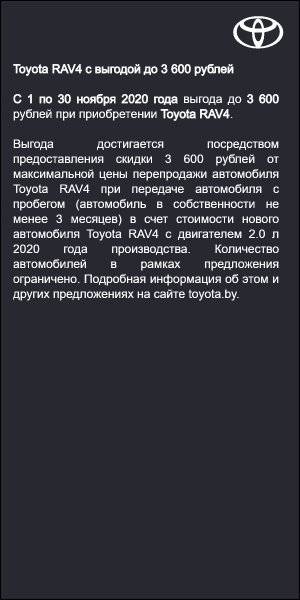 Toyota RAV4 с выгодой до 3 600 рублей
С 1 по 30 ноября 2020 года выгода до 3 600
рублей при приобретении Toyota RAV4.
Выгода достигается посредством
предоставления скидки 3 600 рублей от
максимальной цены перепродажи автомобиля
Toyota RAV4 при передаче автомобиля с
пробегом (автомобиль в собственности не
менее 3 месяцев) в счет стоимости нового
автомобиля Toyota RAV4 с двигателем 2.0 л
2020 года производства. Количество
автомобилей в рамках предложения
ограничено. Подробная информация об этом и
других предложениях на сайте toyota.by.